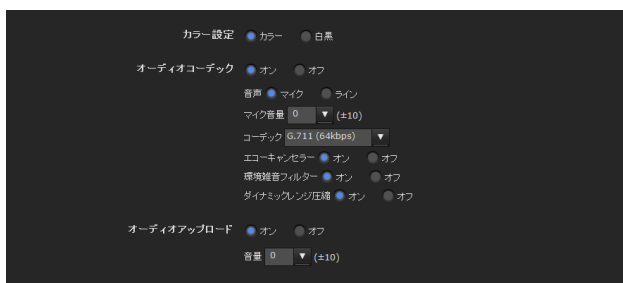 カラー設定 カラー 白黒
オーディオコーデック オン オフ
音声 マイク ライン
マイク音量 0 (±10)
コーデック G.711 (64kbps)
エコーキャンセラー オン オフ
環境雑音フィルター オン オフ
ダイナミックレンジ圧縮 オン オフ
オーディオアップロード オン オフ
音量 0 (±10)